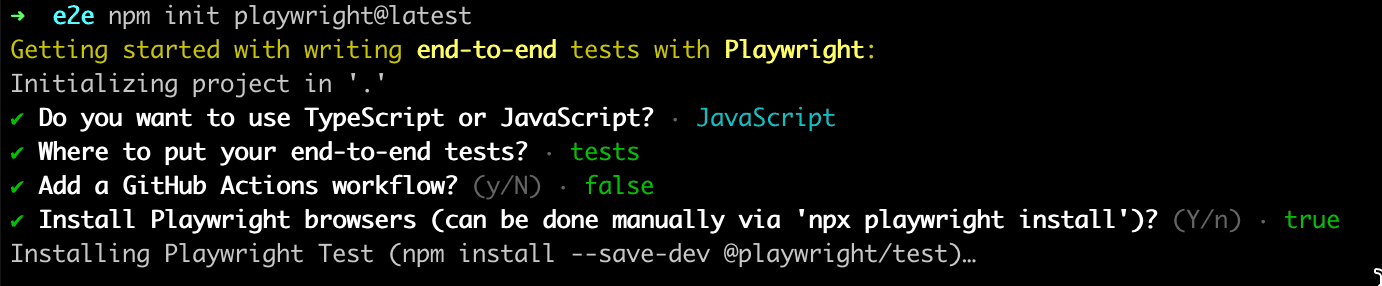 ➜  e2e npm init playwright@latest
Getting started with writing end-to-end tests with Playwright:
Initializing project in '.'
✔ Do you want to use TypeScript or JavaScript? · JavaScript
✔ Where to put your end-to-end tests? · tests
✔ Add a GitHub Actions workflow? (y/N) · false
✔ Install Playwright browsers (can be done manually via 'npx playwright install')? (Y/n) · true
Installing Playwright Test (npm install --save-dev @playwright/test)…